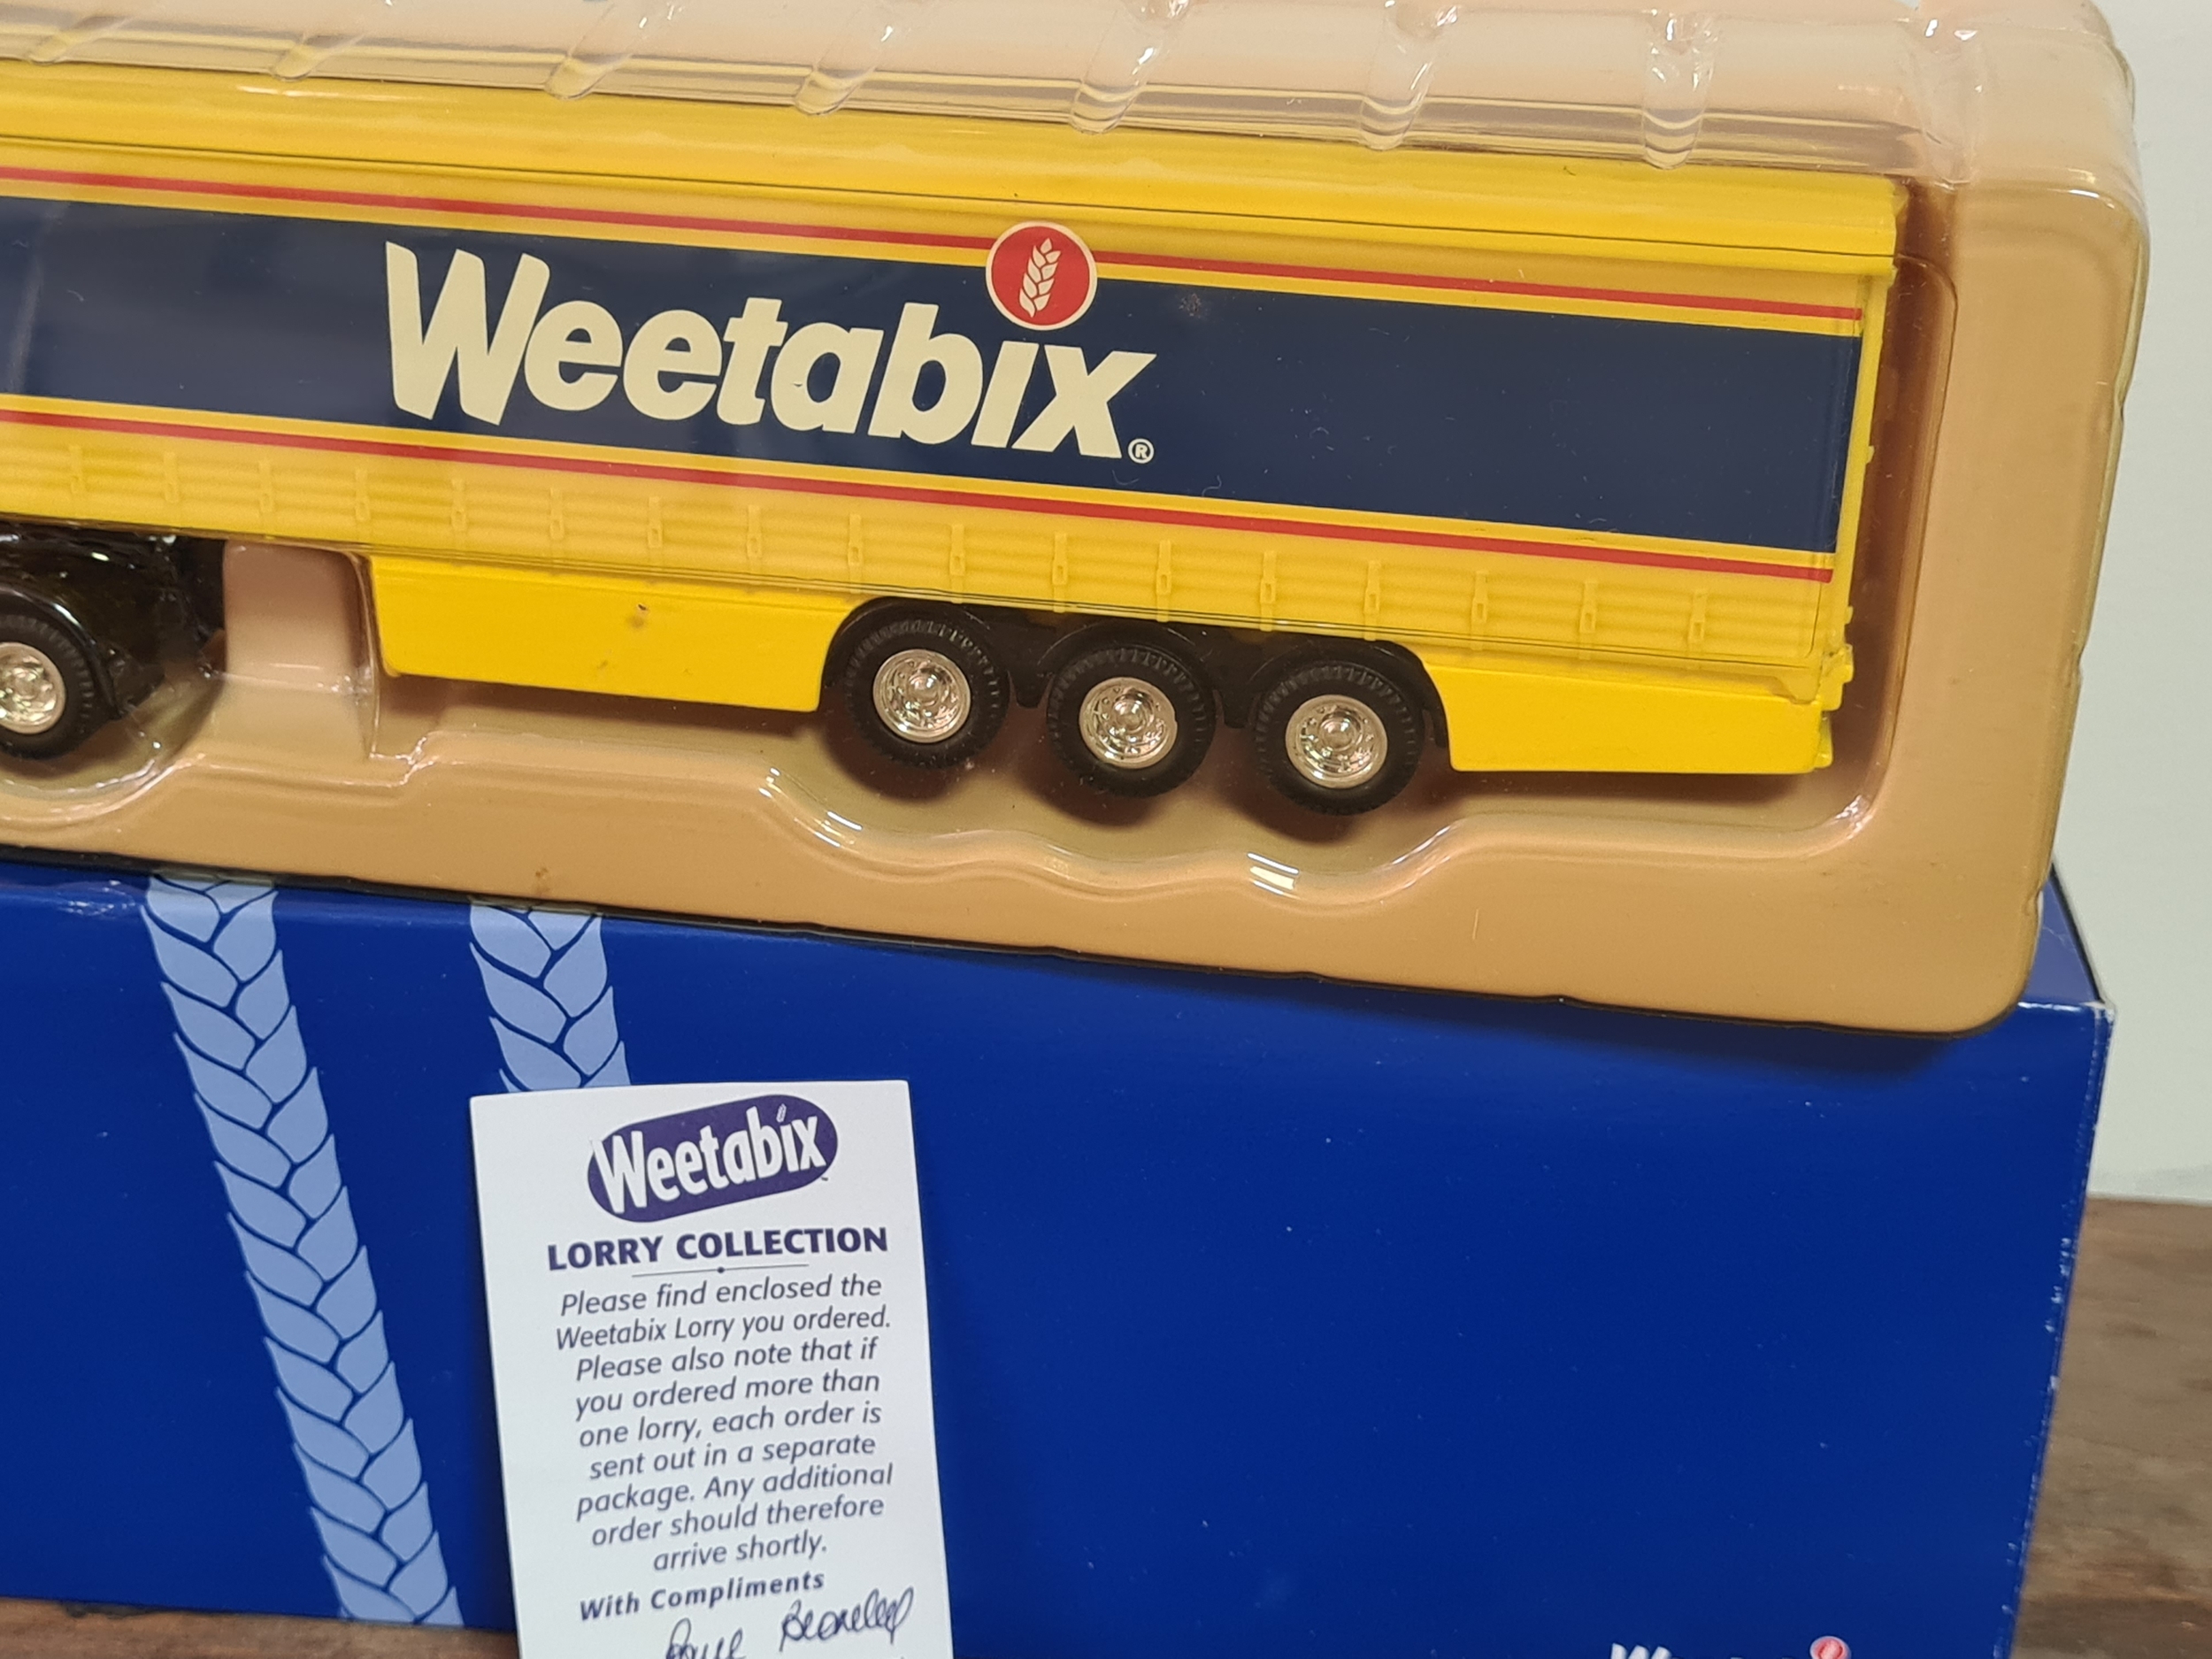 Weetabix®
Weetabix™
LORRY COLLECTION
Please find enclosed the
Weetabix Lorry you ordered.
Please also note that if
you ordered more than
one lorry, each order is
sent out in a separate
package. Any additional
order should therefore
arrive shortly.
With Compliments